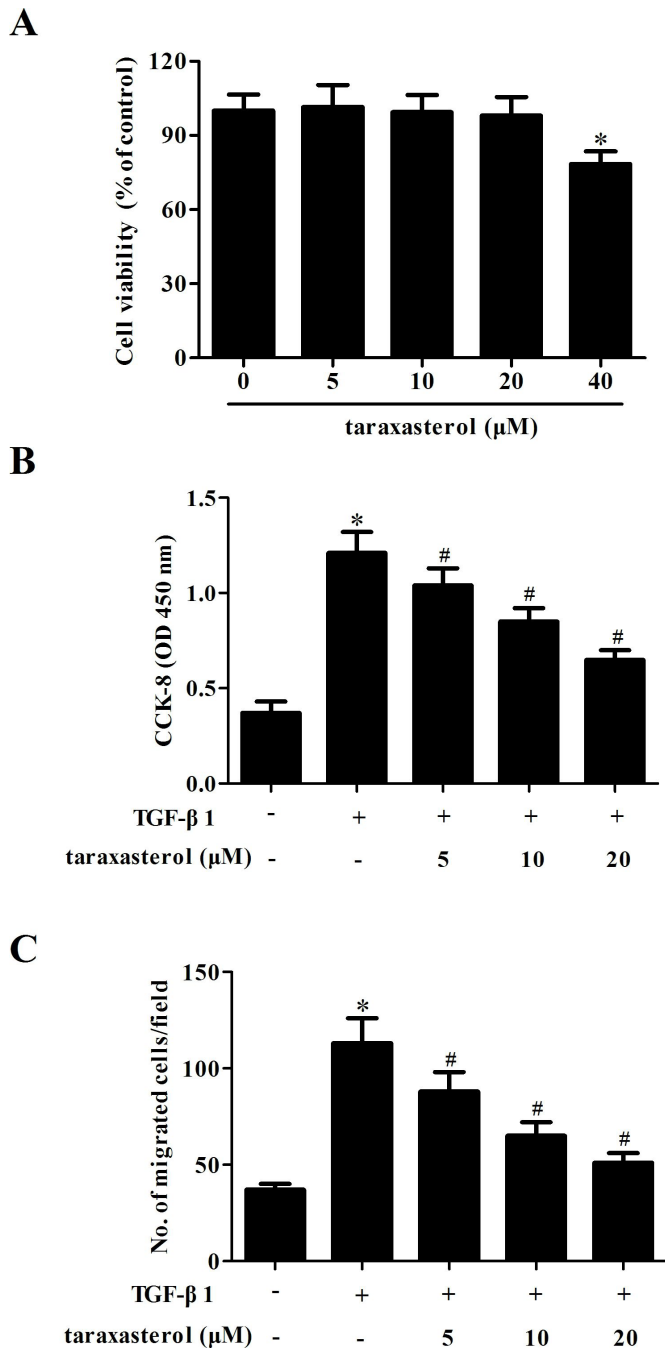 A
Cell viability (% of control)
120
90
60
30
0
*
0 5 10 20 40
taraxasterol (μM)
B
CCK-8 (OD 450 nm)
1.5
1.0
0.5
0.0
* # # #
TGF-β 1 - + + + +
taraxasterol (μM) - - 5 10 20
C
No. of migrated cells/field
150
100
50
0
* # # #
TGF-β 1 - + + + +
taraxasterol (μM) - - 5 10 20